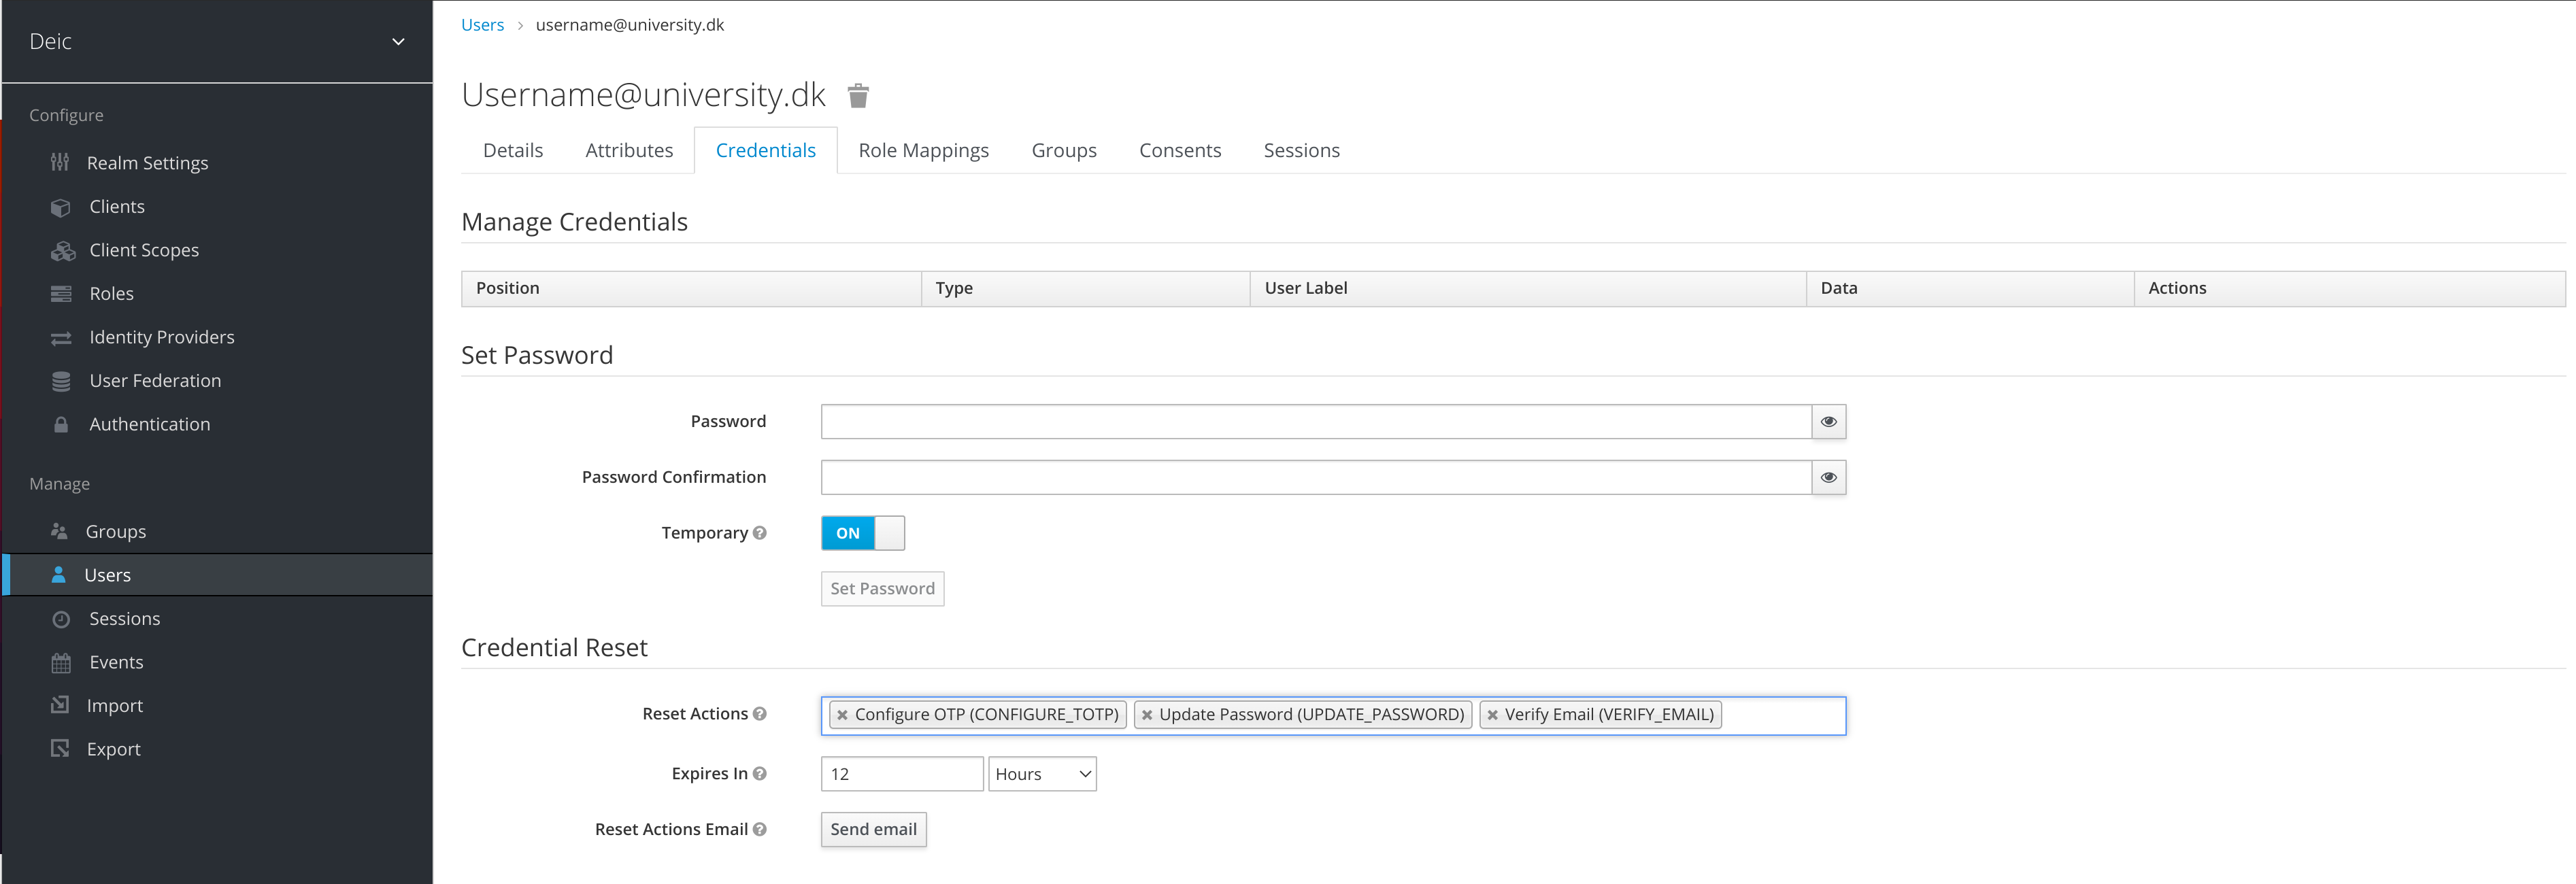 Deic
Configure
Realm Settings
Clients
Client Scopes
Roles
Identity Providers
User Federation
Authentication
Manage
Groups
Users
Sessions
Events
Import
Export
Users > username@university.dk
Username@university.dk
Details Attributes Credentials Role Mappings Groups Consents Sessions
Manage Credentials
Position Type User Label Data Actions
Set Password
Password
Password Confirmation
Temporary ON
Set Password
Credential Reset
Reset Actions Configure OTP (CONFIGURE_TOTP) Update Password (UPDATE_PASSWORD) Verify Email (VERIFY_EMAIL)
Expires In 12 Hours
Reset Actions Email Send email